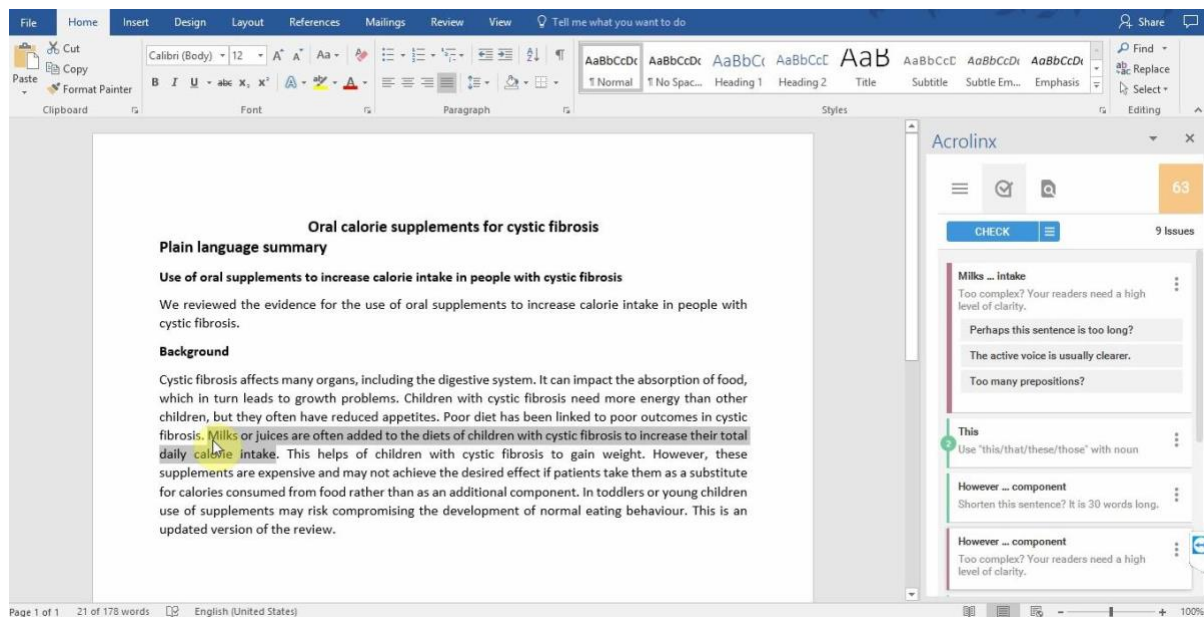 File Home Insert Design Layout References Mailings Review View Tell me what you want to do Share
Cut
Copy
Format Painter
Paste
Clipboard
Calibri (Body) 12
Font
Paragraph
AaBbCcDc AaBbCcDc AaBbCc AaBbCcC AaB AaBbCcC AaBbCcDc AaBbCcDc
¶ Normal ¶ No Spac... Heading 1 Heading 2 Title Subtitle Subtle Em... Emphasis
Styles
Find
Replace
Select
Editing
Oral calorie supplements for cystic fibrosis
Plain language summary
Use of oral supplements to increase calorie intake in people with cystic fibrosis
We reviewed the evidence for the use of oral supplements to increase calorie intake in people with
cystic fibrosis.
Background
Cystic fibrosis affects many organs, including the digestive system. It can impact the absorption of food,
which in turn leads to growth problems. Children with cystic fibrosis need more energy than other
children, but they often have reduced appetites. Poor diet has been linked to poor outcomes in cystic
fibrosis. Milks or juices are often added to the diets of children with cystic fibrosis to increase their total
daily calorie intake. This helps of children with cystic fibrosis to gain weight. However, these
supplements are expensive and may not achieve the desired effect if patients take them as a substitute
for calories consumed from food rather than as an additional component. In toddlers or young children
use of supplements may risk compromising the development of normal eating behaviour. This is an
updated version of the review.
Acrolinx
63
CHECK 9 Issues
Milks ... intake
Too complex? Your readers need a high
level of clarity.
Perhaps this sentence is too long?
The active voice is usually clearer.
Too many prepositions?
This
2
Use "this/that/these/those" with noun
However ... component
Shorten this sentence? It is 30 words long.
However ... component
Too complex? Your readers need a high
level of clarity.
Page 1 of 1 21 of 178 words English (United States) 100%